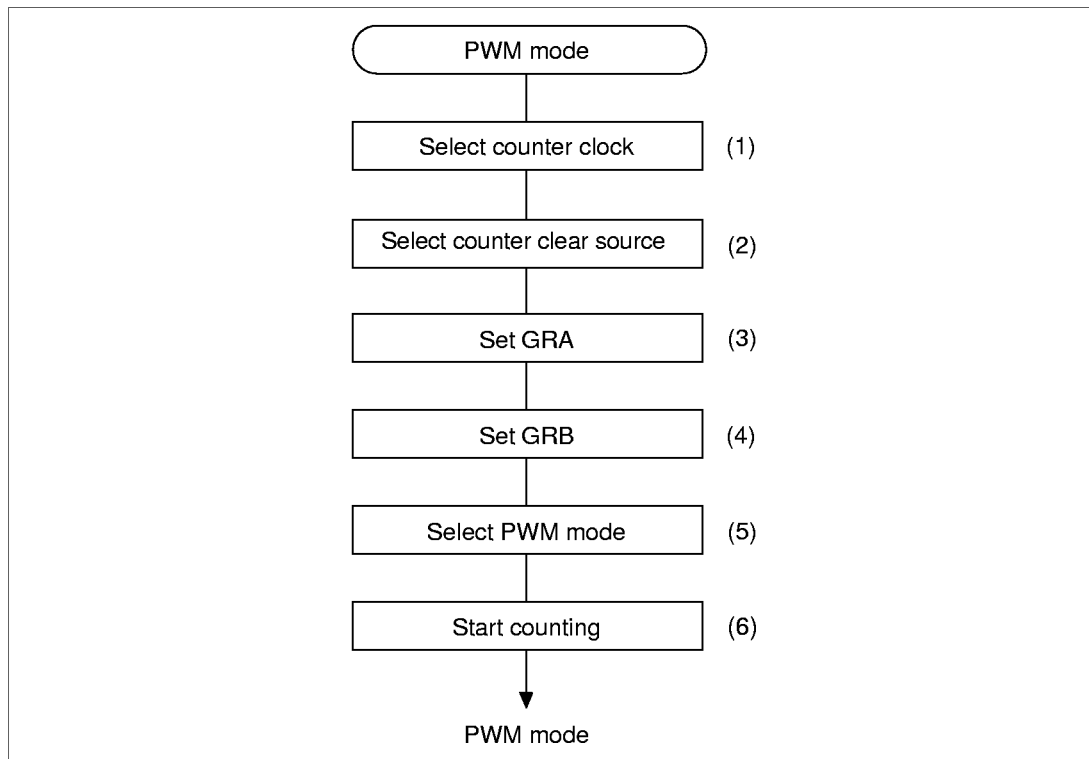 PWM mode
Select counter clock (1)
Select counter clear source (2)
Set GRA (3)
Set GRB (4)
Select PWM mode (5)
Start counting (6)
PWM mode